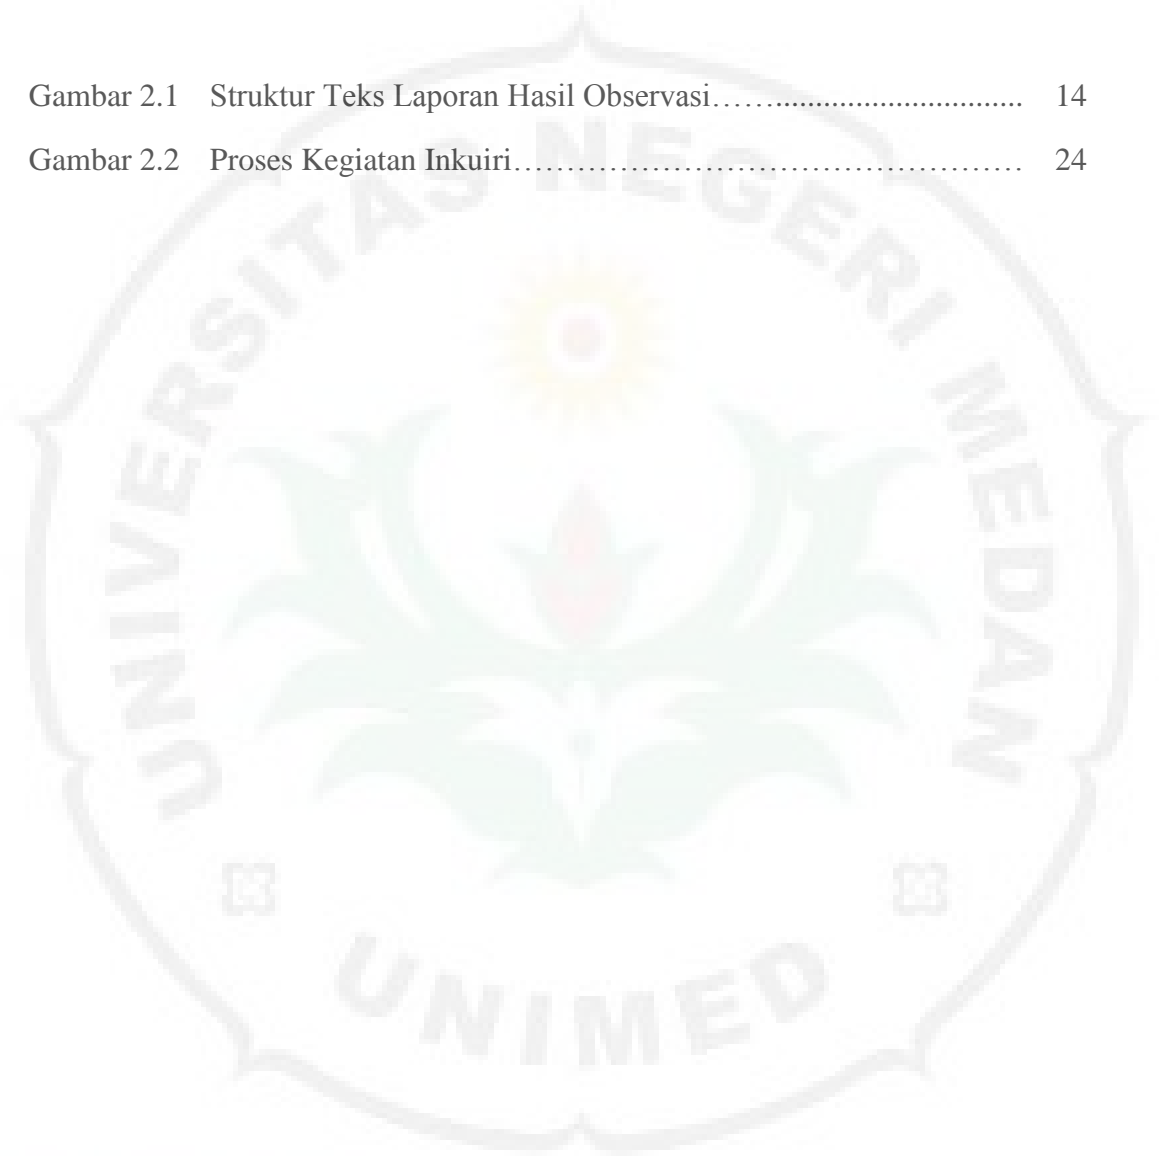 Gambar 2.1 Struktur Teks Laporan Hasil Observasi……............................... 14
Gambar 2.2 Proses Kegiatan Inkuiri………………………………………… 24
UNIVERSITAS NEGERI MEDAN
UNIMED